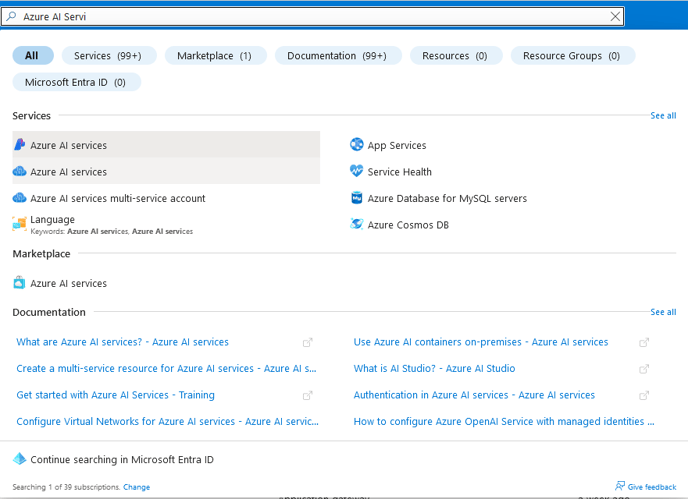 Azure AI Servi
All
Services (99+)
Marketplace (1)
Documentation (99+)
Resources (0)
Resource Groups (0)
Microsoft Entra ID (0)
Services
See all
Azure AI services
Azure AI services
Azure AI services multi-service account
Language
Keywords: Azure AI services, Azure AI services
App Services
Service Health
Azure Database for MySQL servers
Azure Cosmos DB
Marketplace
Azure AI services
Documentation
See all
What are Azure AI services? - Azure AI services
Create a multi-service resource for Azure AI services - Azure AI s...
Get started with Azure AI Services - Training
Configure Virtual Networks for Azure AI services - Azure AI servic...
Use Azure AI containers on-premises - Azure AI services
What is AI Studio? - Azure AI Studio
Authentication in Azure AI services - Azure AI services
How to configure Azure OpenAI Service with managed identities ...
Continue searching in Microsoft Entra ID
Searching 1 of 39 subscriptions. Change
Give feedback